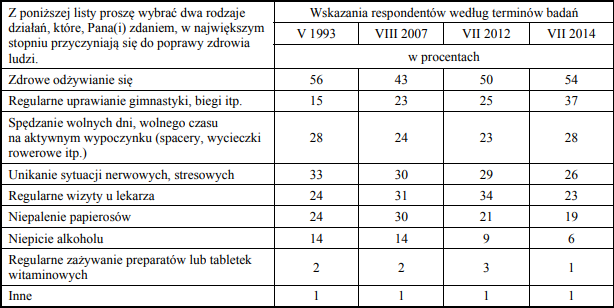 Z poniższej listy proszę wybrać dwa rodzaje
działań, które, Pana(i) zdaniem, w największym
stopniu przyczyniają się do poprawy zdrowia
ludzi.
Wskazania respondentów według terminów badań
V 1993 VIII 2007 VII 2012 VII 2014
w procentach
Zdrowe odżywianie się 56 43 50 54
Regularne uprawianie gimnastyki, biegi itp. 15 23 25 37
Spędzanie wolnych dni, wolnego czasu
na aktywnym wypoczynku (spacery, wycieczki
rowerowe itp.) 28 24 23 28
Unikanie sytuacji nerwowych, stresowych 33 30 29 26
Regularne wizyty u lekarza 24 31 34 23
Niepalenie papierosów 24 30 21 19
Niepicie alkoholu 14 14 9 6
Regularne zażywanie preparatów lub tabletek
witaminowych 2 2 3 1
Inne 1 1 1 1